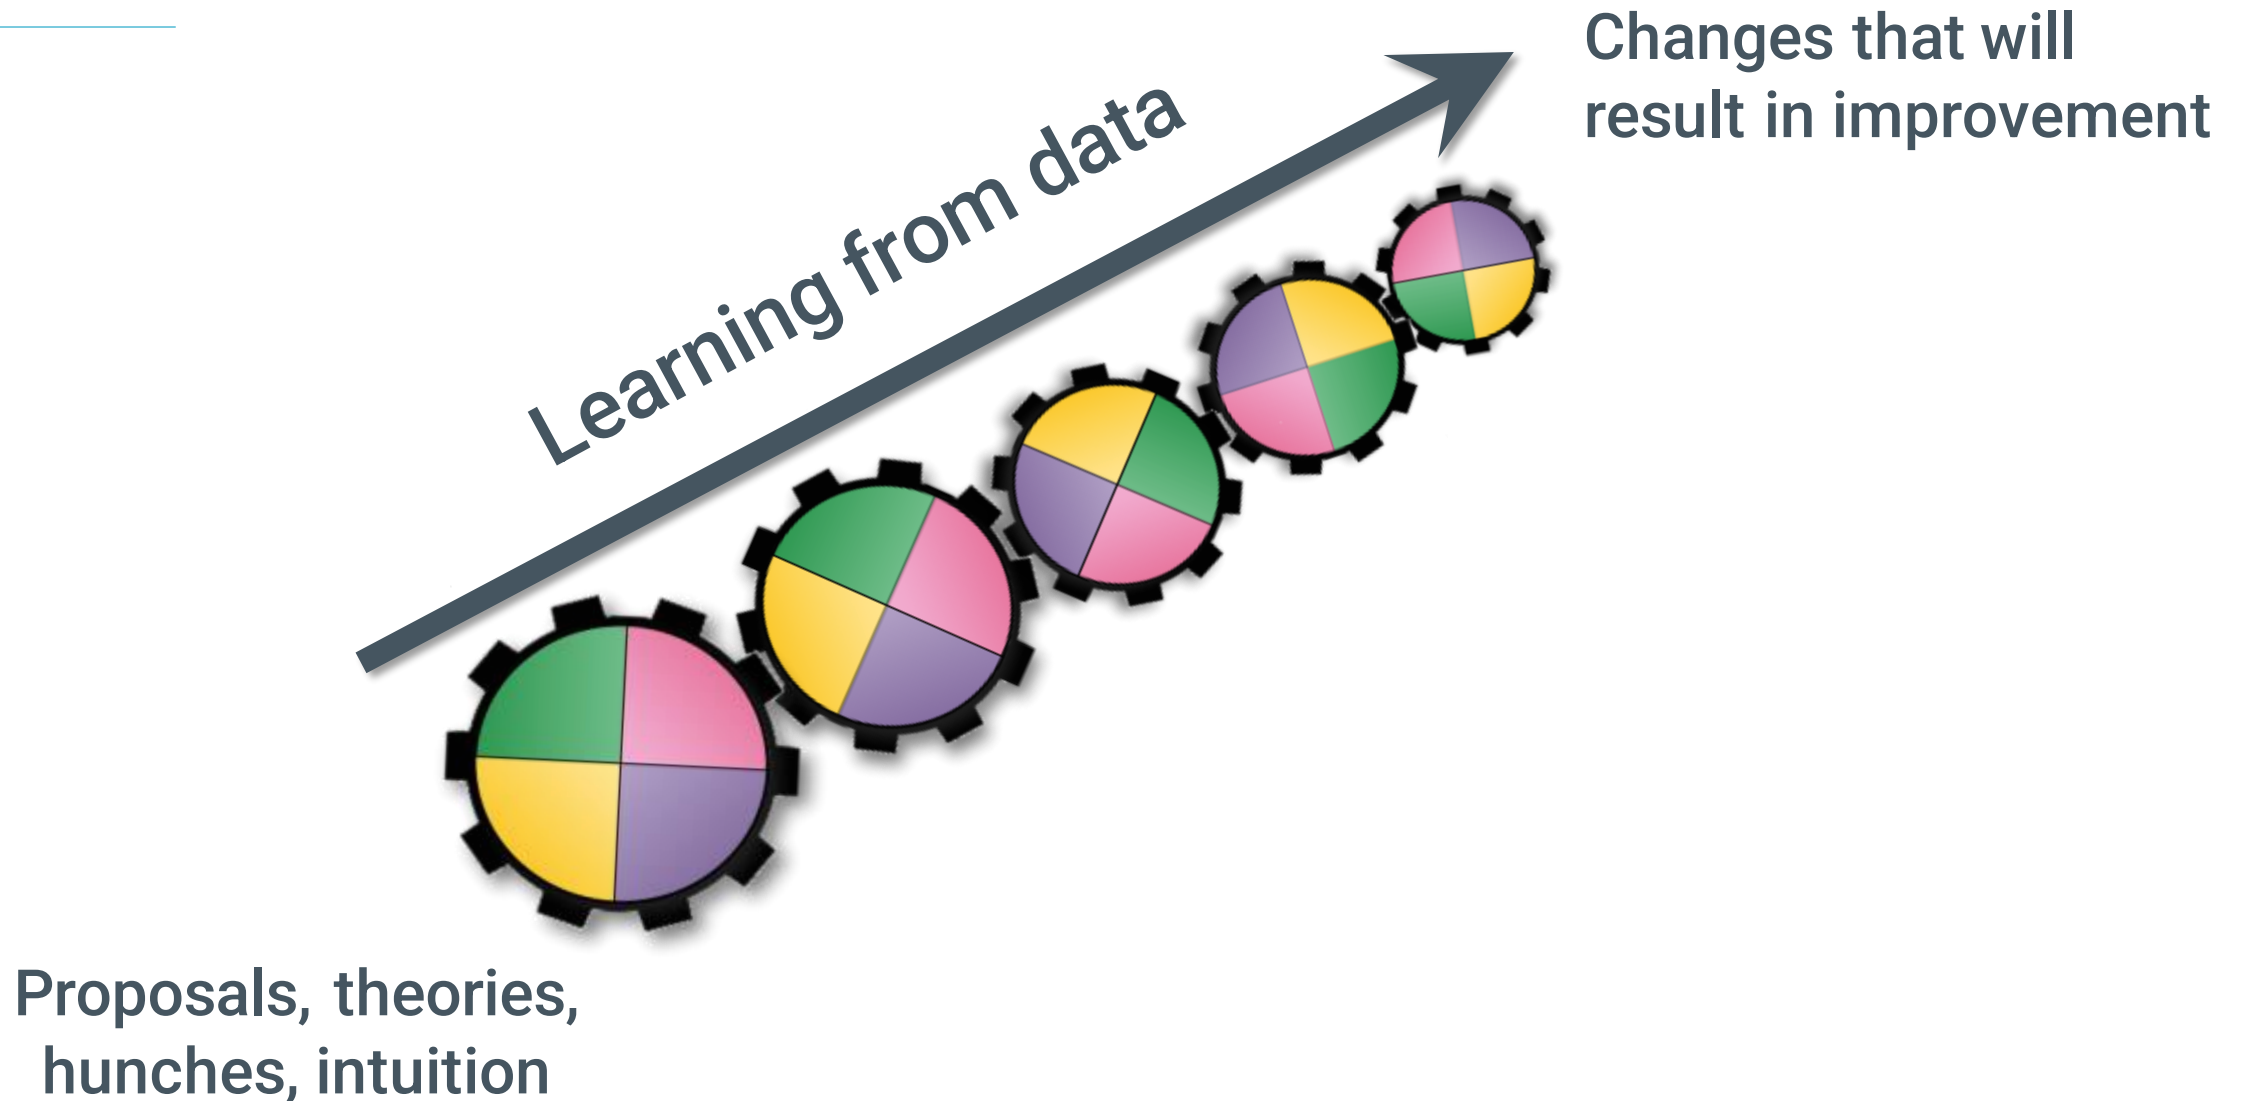 Changes that will
result in improvement
Learning from data
Proposals, theories,
hunches, intuition